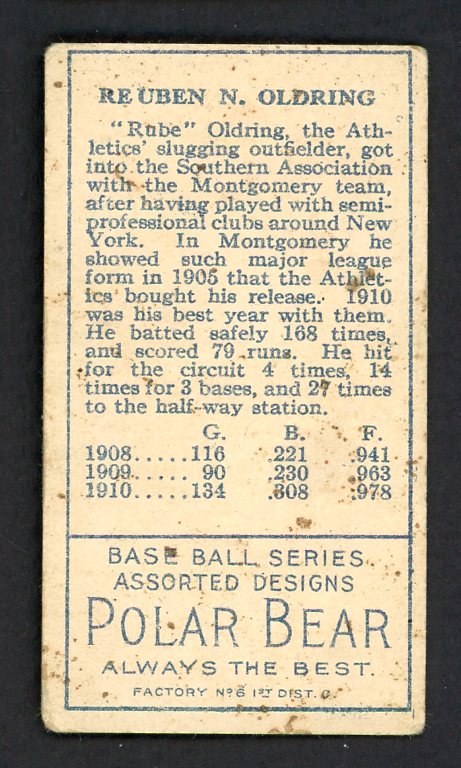 REUBEN N. OLDRING
"Rube" Oldring, the Ath-
letics' slugging outfielder, got
into the Southern Association
with the Montgomery team,
after having played with semi-
professional clubs around New
York. In Montgomery he
showed such major league
form in 1905 that the Athlet-
ics bought his release. 1910
was his best year with them.
He batted safely 168 times,
and scored 79 runs. He hit
for the circuit 4 times, 14
times for 3 bases, and 27 times
to the half-way station.
G. B. F.
1908.....116 .221 .941
1909..... 90 .230 .963
1910.....134 .308 .978
BASE BALL SERIES
ASSORTED DESIGNS
POLAR BEAR
ALWAYS THE BEST.
FACTORY Nº 6 1ST DIST. O.